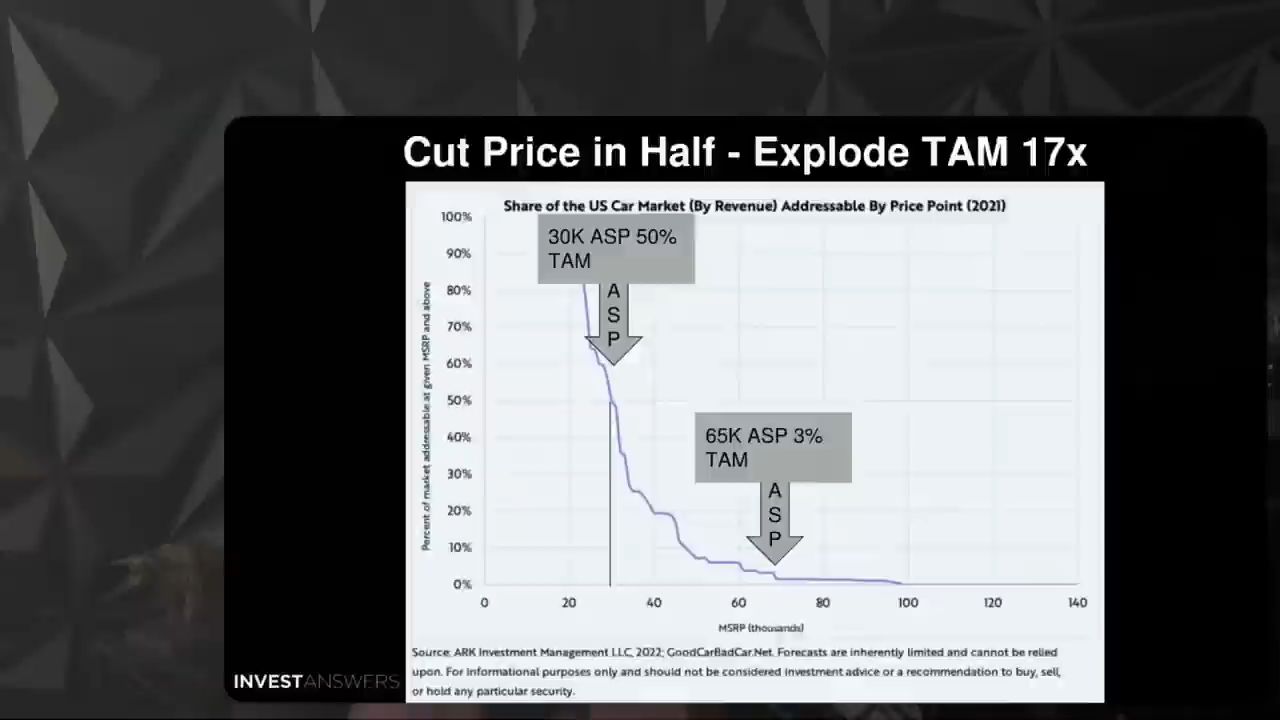 Cut Price in Half - Explode TAM 17x
Share of the US Car Market (By Revenue) Addressable By Price Point (2021)
Percent of market addressable at given MSRP and above
100%
90%
80%
70%
60%
50%
40%
30%
20%
10%
0%
30K ASP 50%
TAM
A
S
P
65K ASP 3%
TAM
A
S
P
0 20 40 60 80 100 120 140
MSRP (thousands)
Source: ARK Investment Management LLC, 2022; GoodCarBadCar.Net. Forecasts are inherently limited and cannot be relied
upon. For informational purposes only and should not be considered investment advice or a recommendation to buy, sell,
or hold any particular security.
INVESTANSWERS